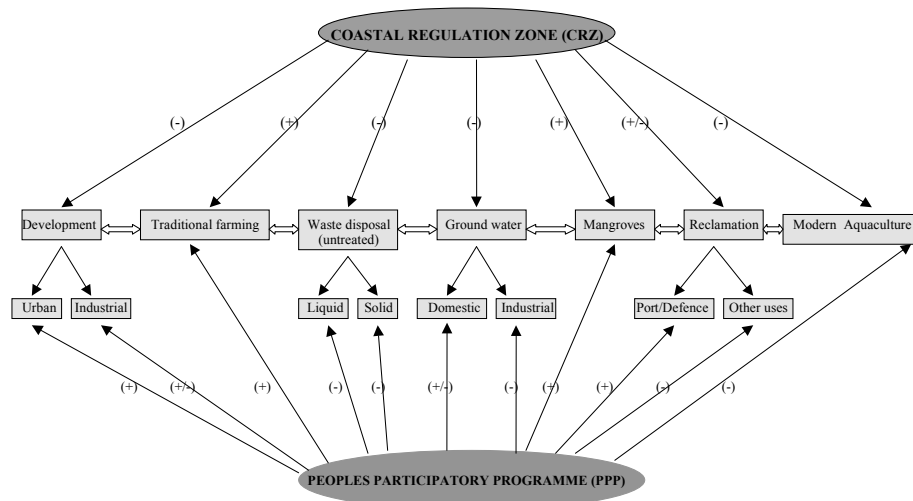 COASTAL REGULATION ZONE (CRZ)
(-)
(+)
(-)
(-)
(+)
(+/-)
(-)
Development
Traditional farming
Waste disposal
(untreated)
Ground water
Mangroves
Reclamation
Modern Aquaculture
Urban
Industrial
Liquid
Solid
Domestic
Industrial
Port/Defence
Other uses
(+)
(+/-)
(+)
(-)
(-)
(+/-)
(-)
(+)
(+)
(-)
(-)
PEOPLES PARTICIPATORY PROGRAMME (PPP)